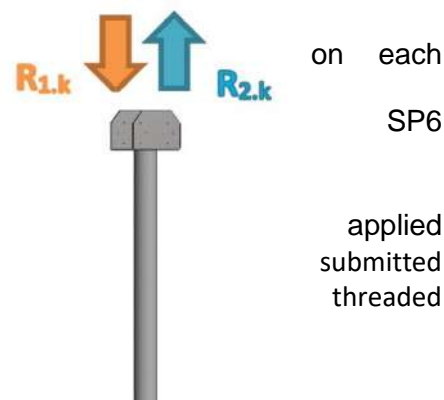 on each
R1.k R2.k
SP6
applied
submitted
threaded